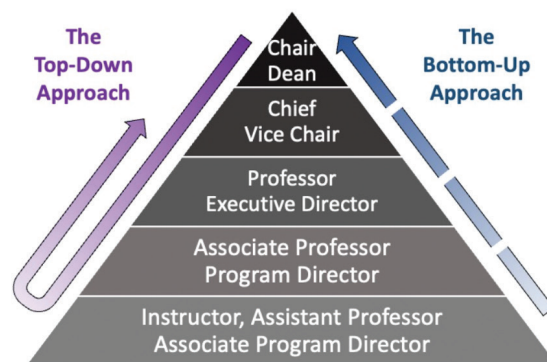 The
Top-Down
Approach
The
Bottom-Up
Approach
Chair
Dean
Chief
Vice Chair
Professor
Executive Director
Associate Professor
Program Director
Instructor, Assistant Professor
Associate Program Director